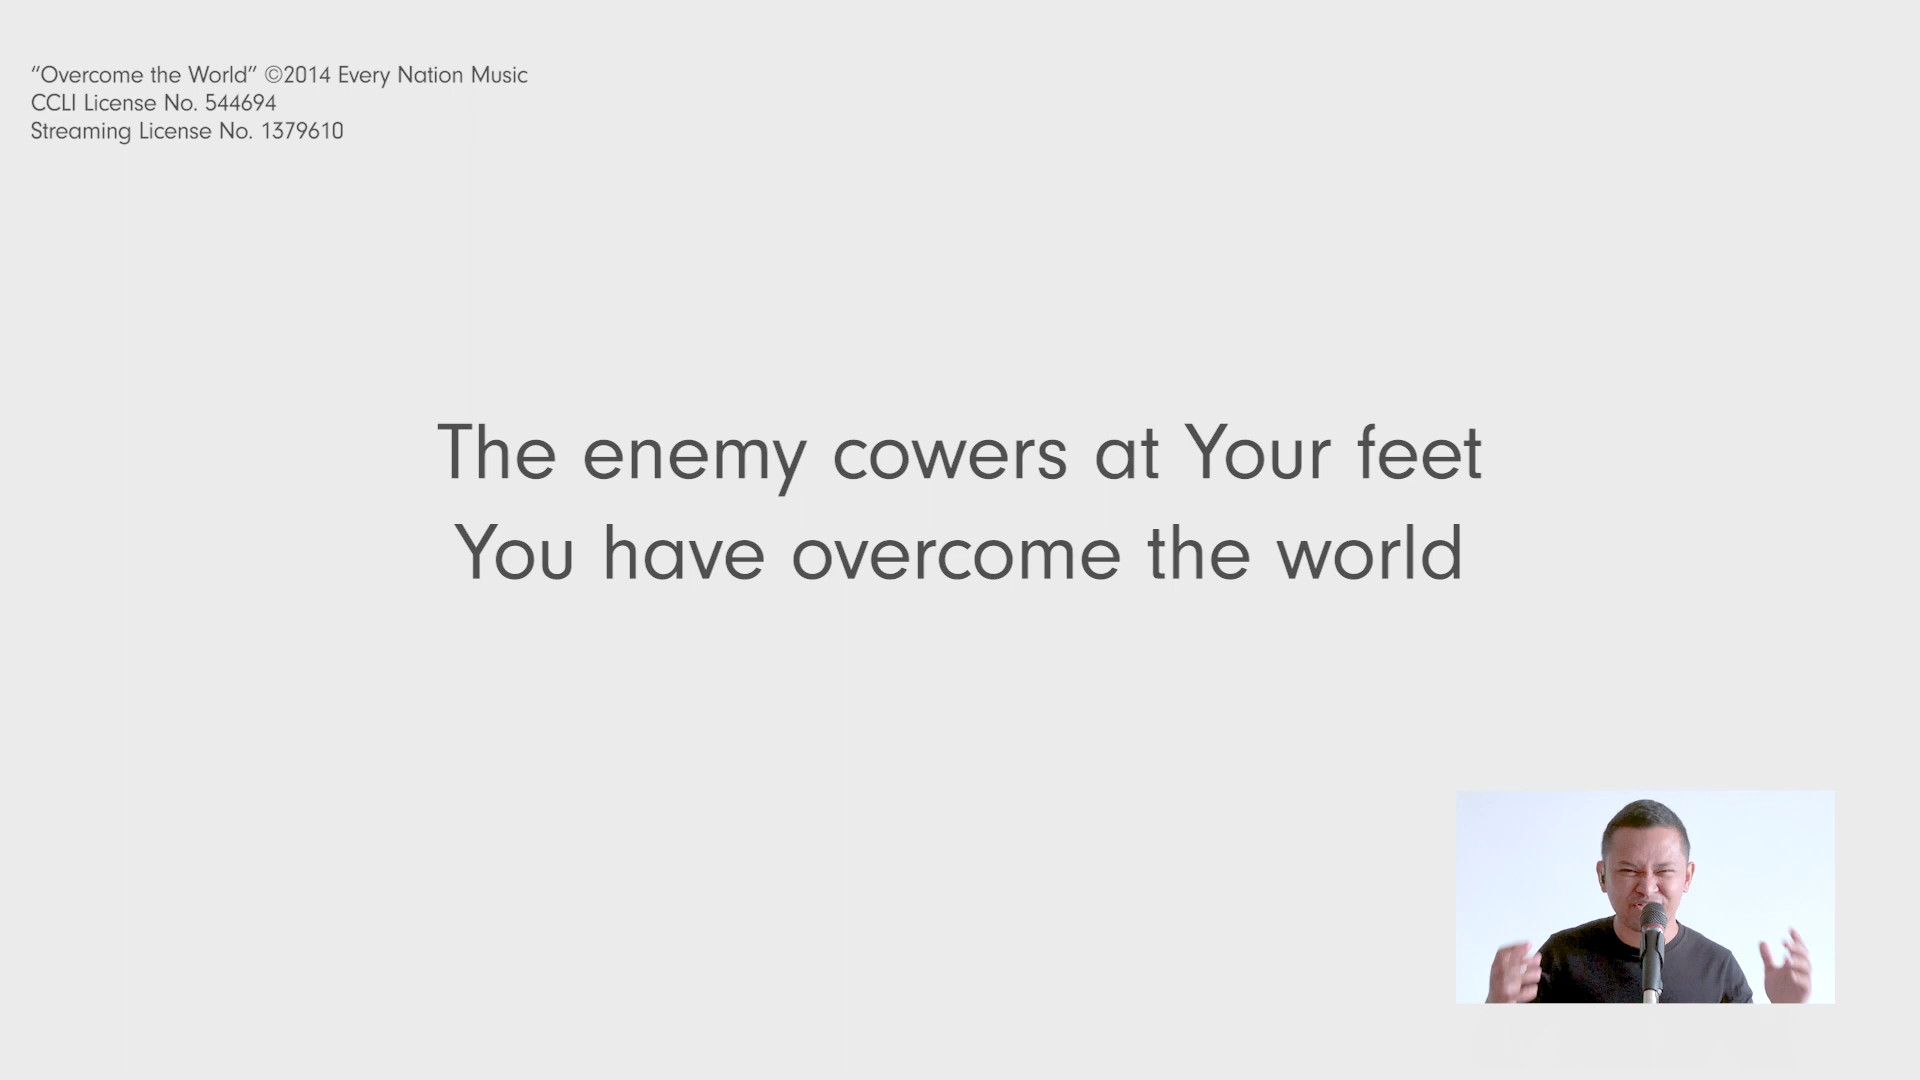 “Overcome the World” ©2014 Every Nation Music
CCLI License No. 544694
Streaming License No. 1379610
The enemy cowers at Your feet
You have overcome the world